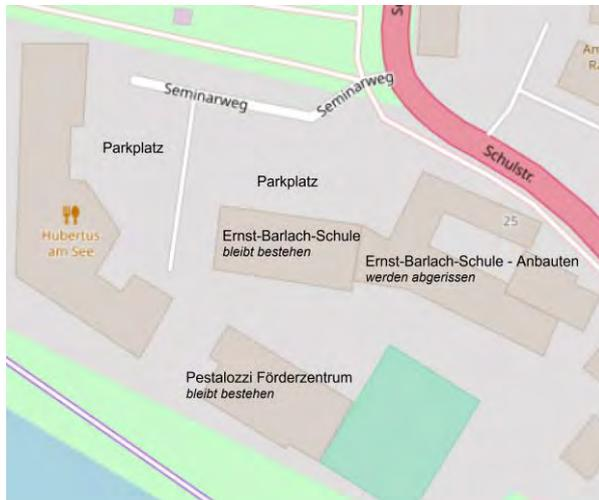 Seminarweg
Seminarweg
Parkplatz
Parkplatz
Schulstr.
25
Hubertus
am See
Ernst-Barlach-Schule
bleibt bestehen
Ernst-Barlach-Schule - Anbauten
werden abgerissen
Pestalozzi Förderzentrum
bleibt bestehen